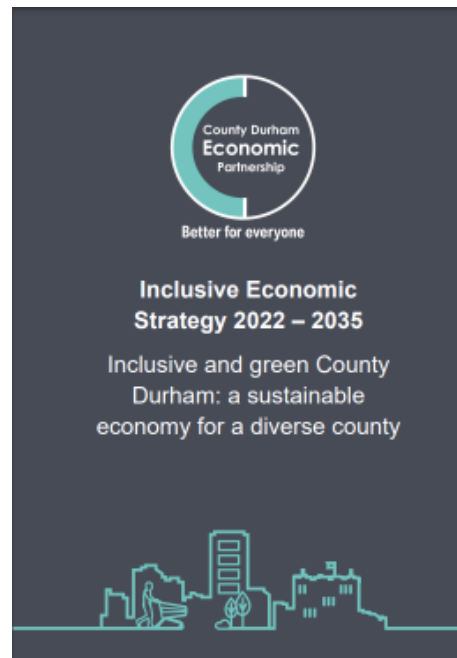 County Durham
Economic
Partnership
Better for everyone
Inclusive Economic
Strategy 2022 – 2035
Inclusive and green County
Durham: a sustainable
economy for a diverse county